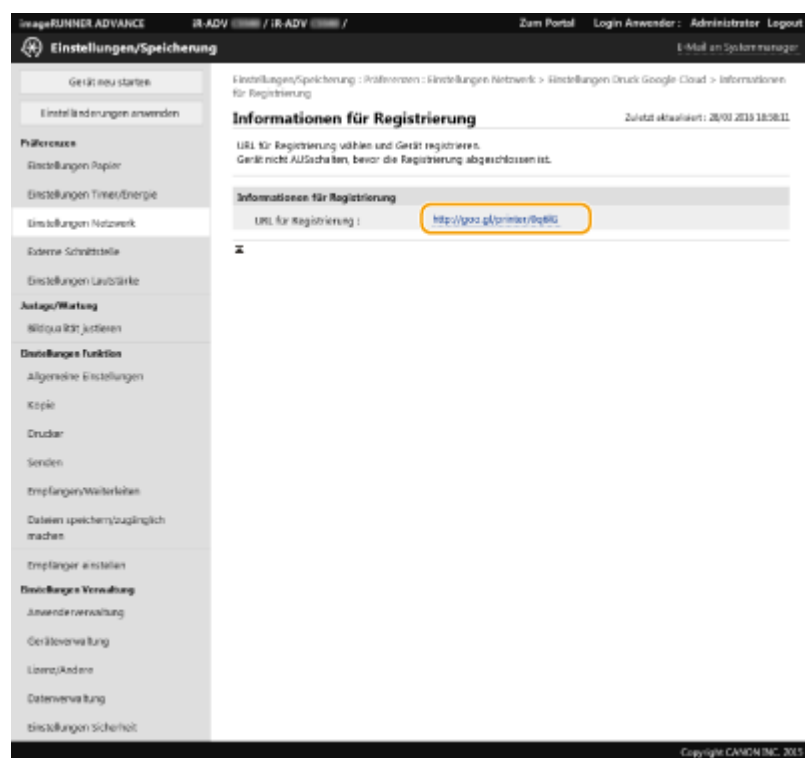 imageRUNNER ADVANCE iR-ADV / iR-ADV / Zum Portal Login Anwender : Administrator Logout
Einstellungen/Speicherung E-Mail an Systemmanager
Gerät neu starten
Einstelländerungen anwenden
Präferenzen
Einstellungen Papier
Einstellungen Timer/Energie
Einstellungen Netzwerk
Externe Schnittstelle
Einstellungen Lautstärke
Justage/Wartung
Bildqualität justieren
Einstellungen Funktion
Allgemeine Einstellungen
Kopie
Drucker
Senden
Empfangen/Weiterleiten
Dateien speichern/zugänglich
machen
Empfänger einstellen
Einstellungen Verwaltung
Anwenderverwaltung
Geräteverwaltung
Lizenz/Andere
Datenverwaltung
Einstellungen Sicherheit
Einstellungen/Speicherung : Präferenzen : Einstellungen Netzwerk > Einstellungen Druck Google Cloud > Informationen
für Registrierung
Informationen für Registrierung Zuletzt aktualisiert : 2015
URL für Registrierung wählen und Gerät registrieren.
Gerät nicht AUSschalten, bevor die Registrierung abgeschlossen ist.
Informationen für Registrierung
URL für Registrierung : http://goo.gl/printer/
Copyright CANON INC. 2015